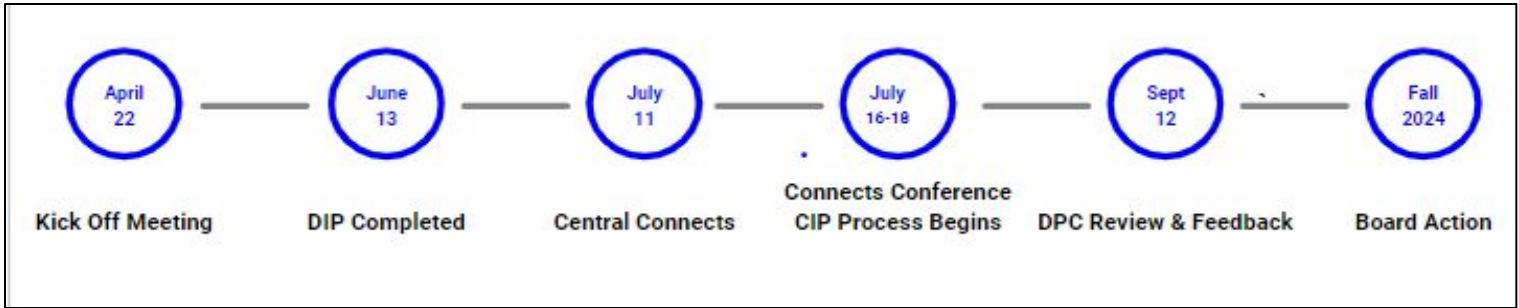 April
22
June
13
July
11
July
16-18
Sept
12
Fall
2024
Kick Off Meeting
DIP Completed
Central Connects
Connects Conference
CIP Process Begins
DPC Review & Feedback
Board Action